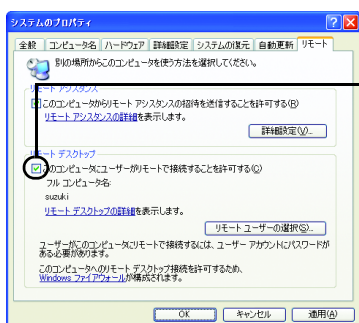 システムのプロパティ
全般 コンピュータ名 ハードウェア 詳細設定 システムの復元 自動更新 リモート
別の場所からこのコンピュータを使う方法を選択してください。
リモート アシスタンス
このコンピュータからリモート アシスタンスの招待を送信することを許可する(R)
リモート アシスタンスの詳細を表示します。
詳細設定(V)...
リモート デスクトップ
このコンピュータにユーザーがリモートで接続することを許可する(C)
フル コンピュータ名:
suzuki
リモート デスクトップの詳細を表示します。
リモート ユーザーの選択(S)...
ユーザーがこのコンピュータにリモートで接続するには、ユーザー アカウントにパスワードが
ある必要があります。
このコンピュータへのリモート デスクトップ接続を許可するため、
Windows ファイアウォールが構成されます。
OK キャンセル 適用(A)